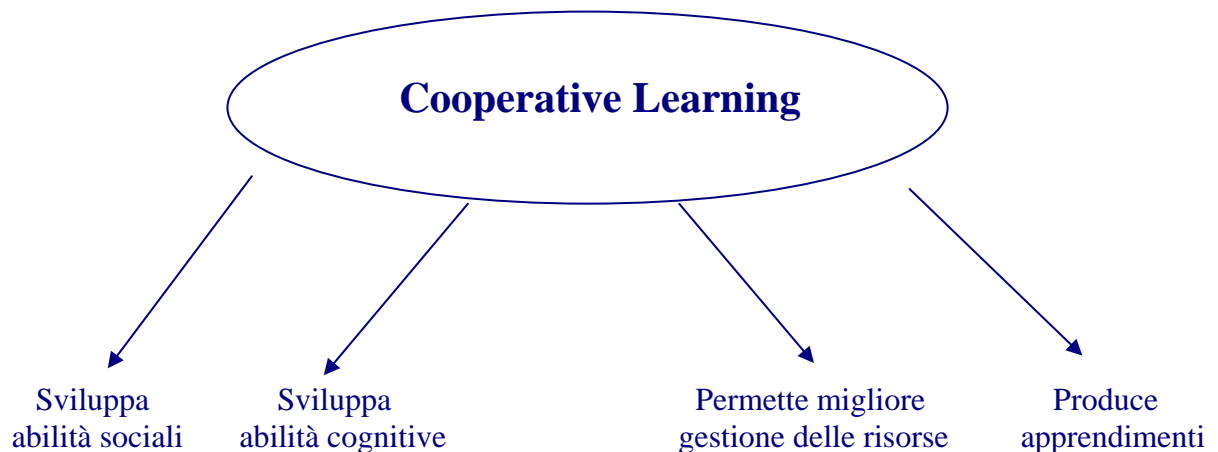 Cooperative Learning
Sviluppa
abilità sociali
Sviluppa
abilità cognitive
Permette migliore
gestione delle risorse
Produce
apprendimenti